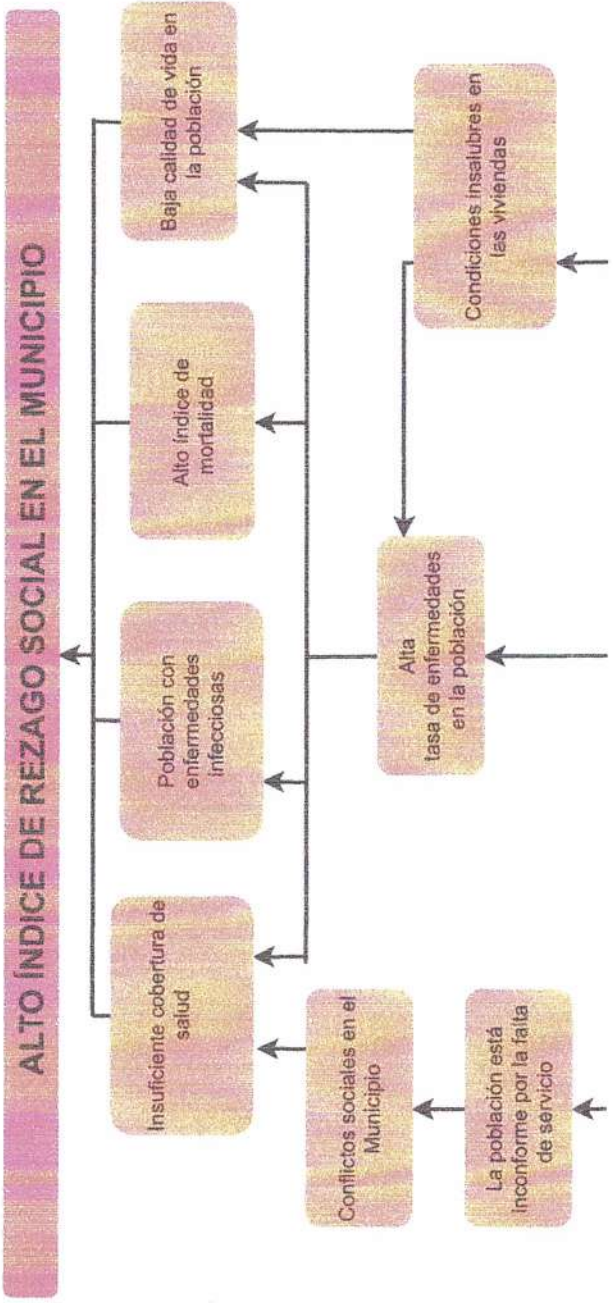 ALTO ÍNDICE DE REZAGO SOCIAL EN EL MUNICIPIO
Insuficiente cobertura de
salud
Población con
enfermedades
infecciosas
Alto índice de
mortalidad
Baja calidad de vida en
la población
Conflictos sociales en el
Municipio
Alta
tasa de enfermedades
en la población
Condiciones insalubres en
las viviendas
La población está
inconforme por la falta
de servicio